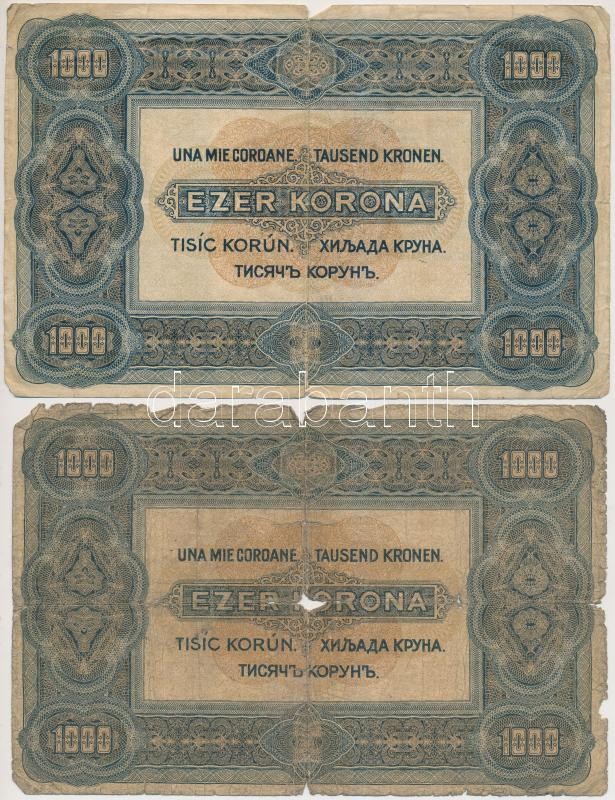 1000 1000
UNA MIE COROANE. TAUSEND KRONEN.
EZER KORONA
TISÍC KORÚN. ХИЉАДА КРУНА.
ТИСЯЧЪ КОРУНЪ.
1000 1000
darabanth
1000 1000
UNA MIE COROANE. TAUSEND KRONEN.
EZER KORONA
TISÍC KORÚN. ХИЉАДА КРУНА.
ТИСЯЧЪ КОРУНЪ.
1000 1000